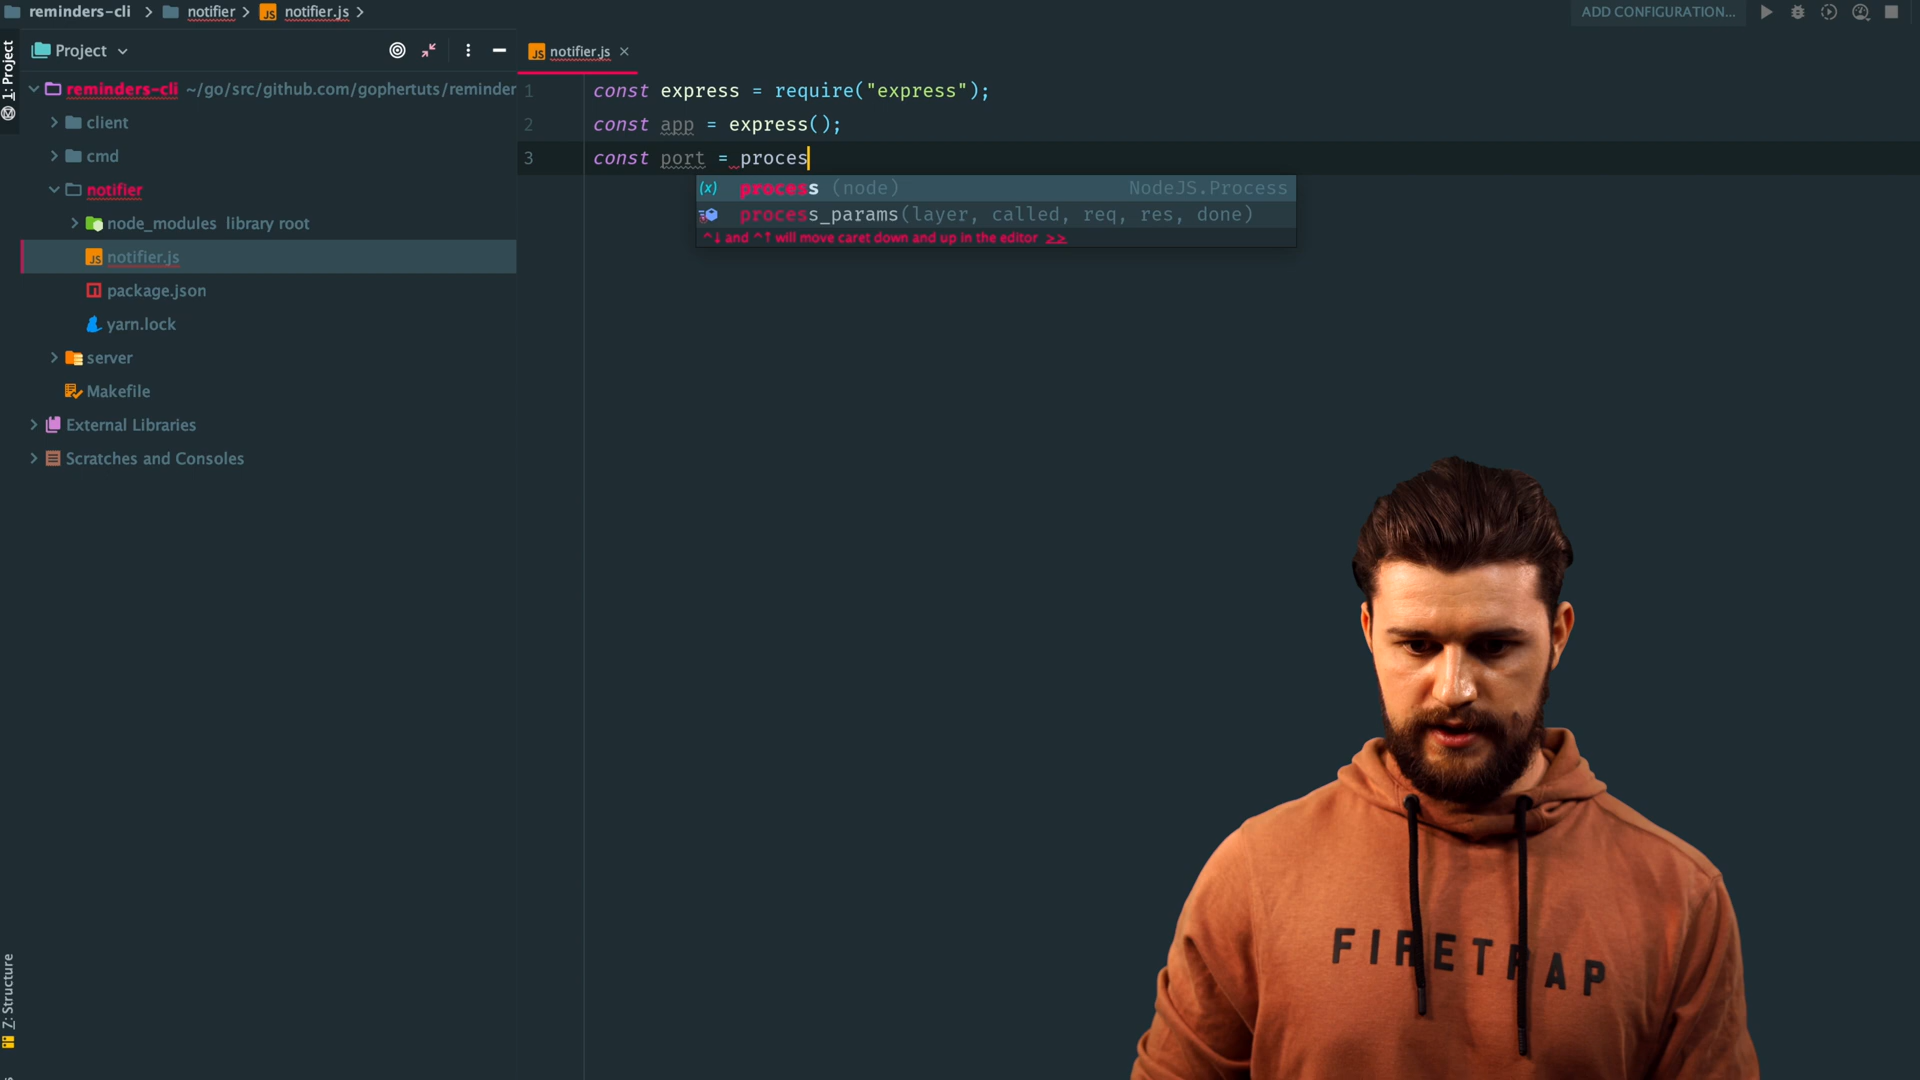 reminders-cli notifier notifier.js
ADD CONFIGURATION...
1: Project
Project
notifier.js
reminders-cli ~/go/src/github.com/gophertuts/reminder
client
cmd
notifier
node_modules library root
notifier.js
package.json
yarn.lock
server
Makefile
External Libraries
Scratches and Consoles
Z: Structure
1 const express = require("express");
2 const app = express();
3 const port = proces
process (node) NodeJS.Process
process_params(layer, called, req, res, done)
^↓ and ^↑ will move caret down and up in the editor >>
FIRETRAP